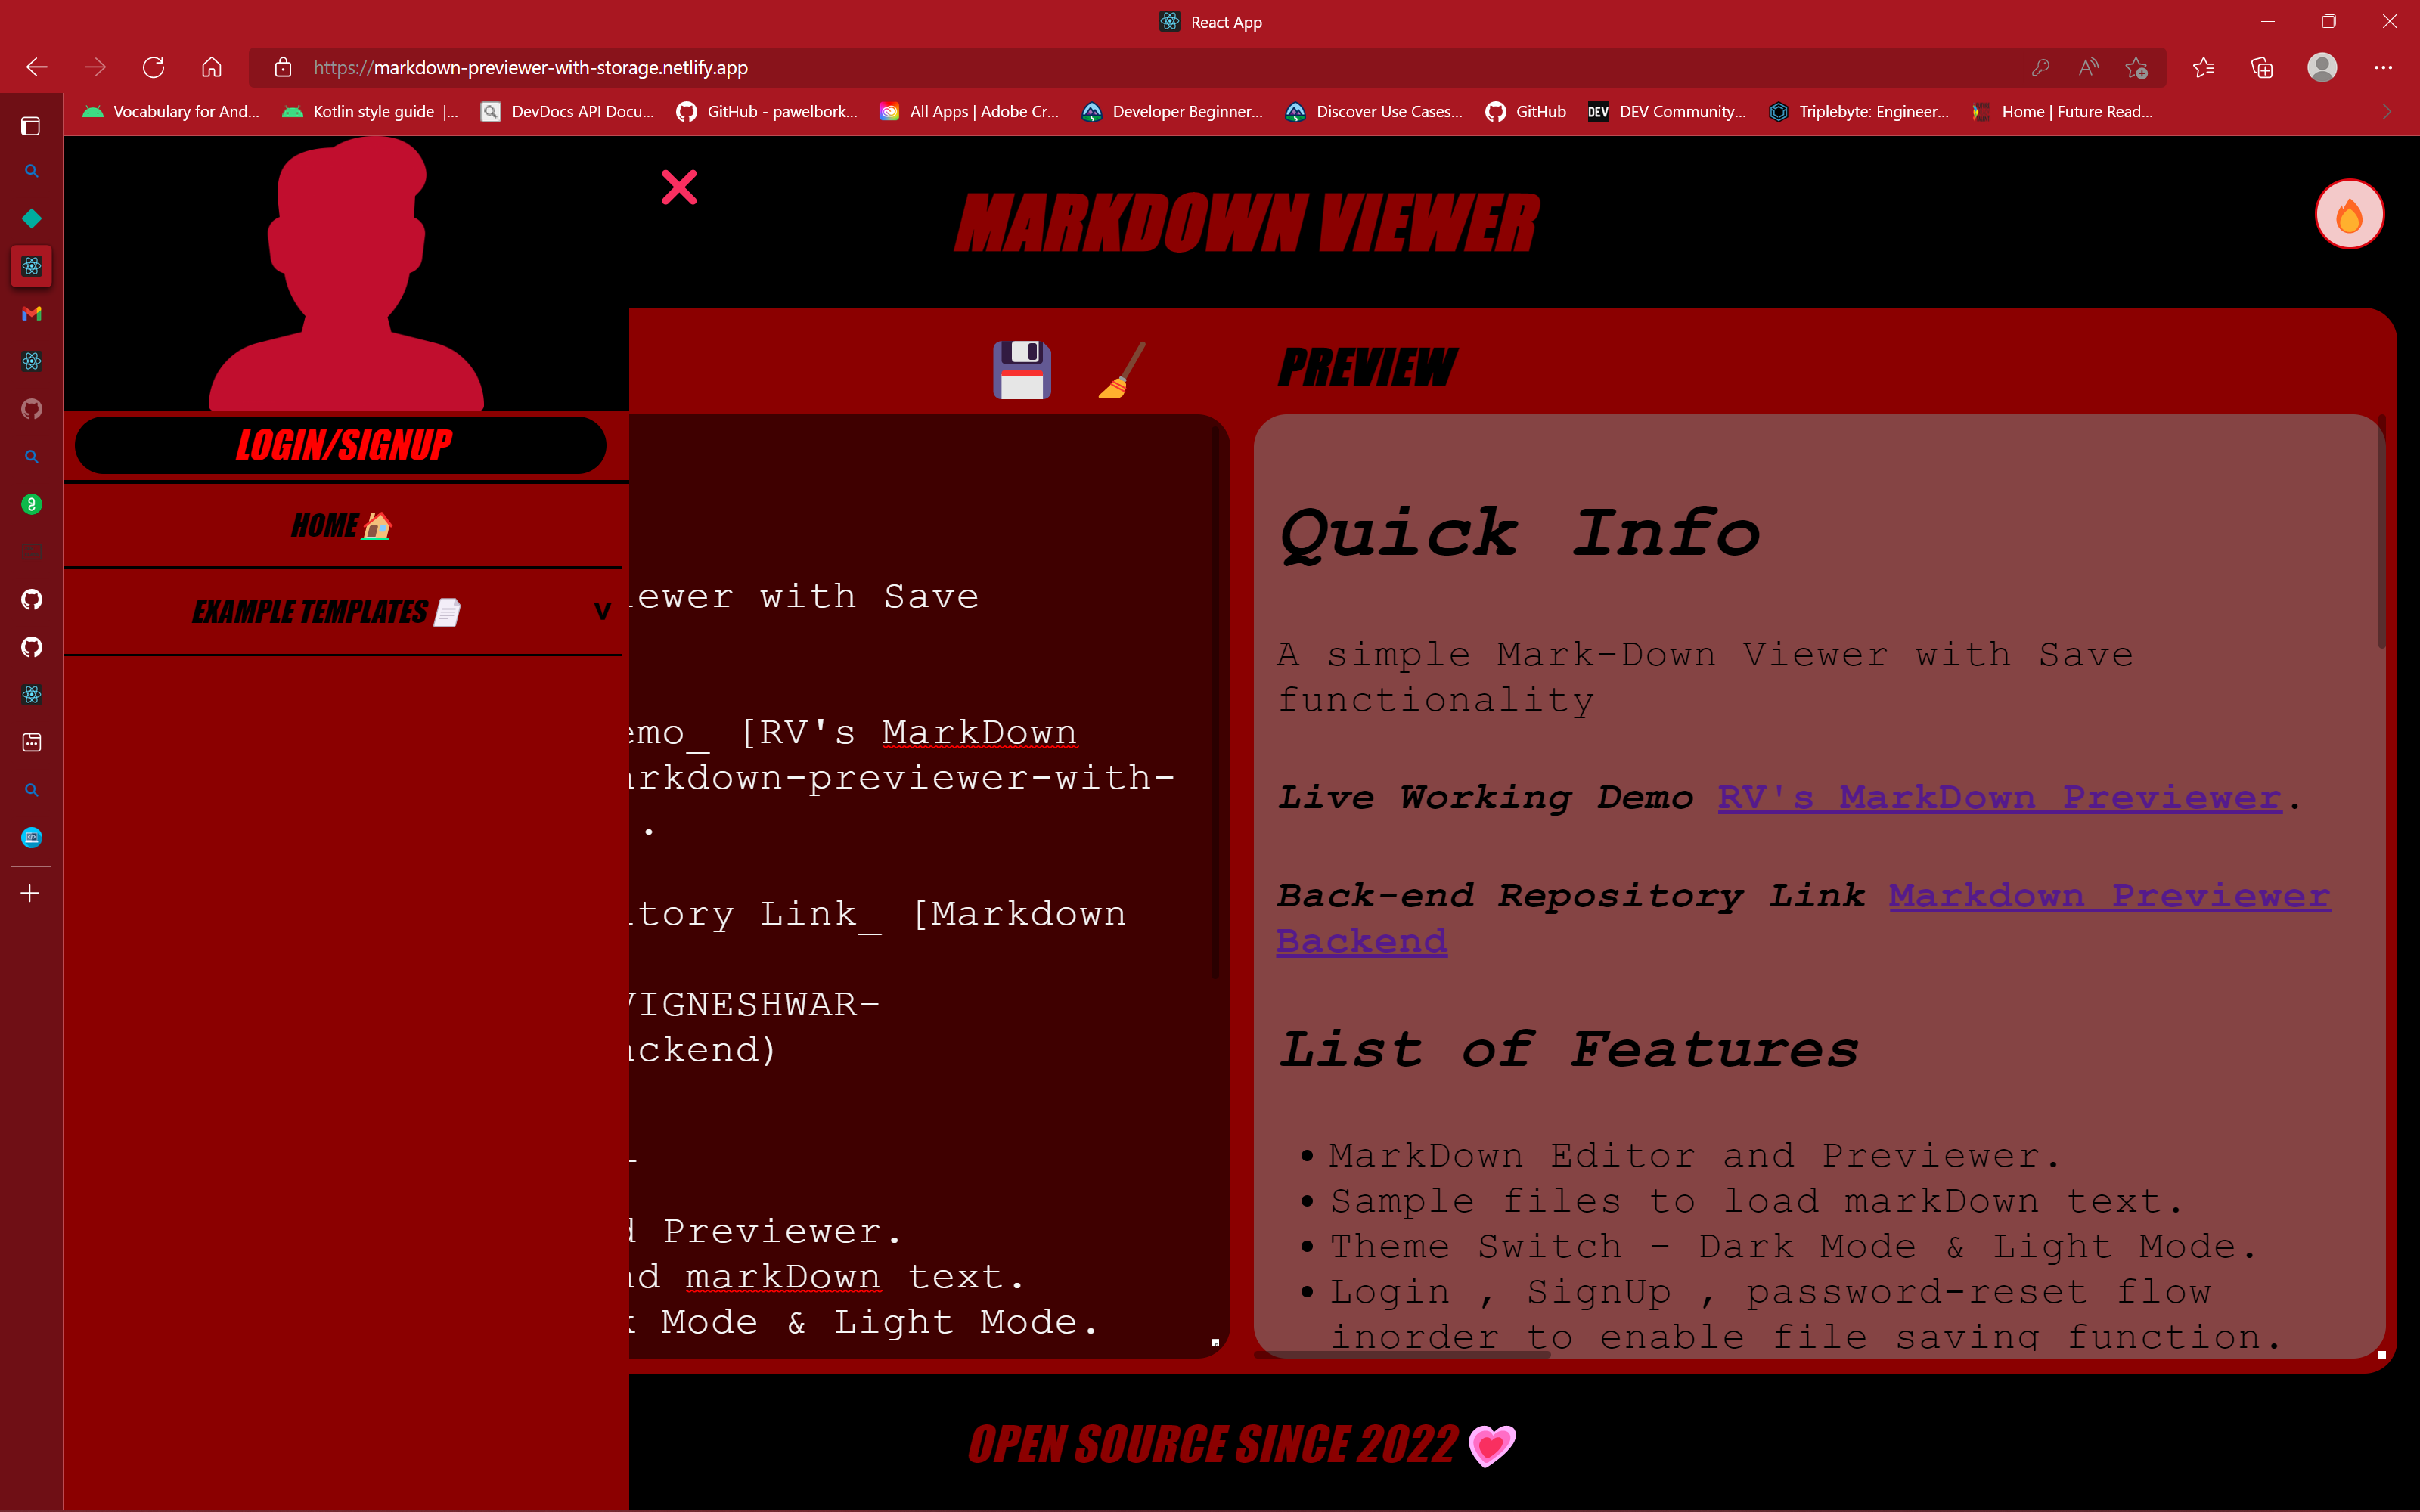 React App
https://markdown-previewer-with-storage.netlify.app
Vocabulary for And...
Kotlin style guide |...
DevDocs API Docu...
GitHub - pawelbork...
All Apps | Adobe Cr...
Developer Beginner...
Discover Use Cases...
GitHub
DEV
DEV Community...
Triplebyte: Engineer...
Home | Future Read...
MARKDOWN VIEWER
LOGIN/SIGNUP
HOME
EXAMPLE TEMPLATES
V
ewer with Save
emo_ [RV's MarkDown
arkdown-previewer-with-
).
itory Link_ [Markdown
VIGNESHWAR-
ackend)
d Previewer.
ad markDown text.
k Mode & Light Mode.
PREVIEW
Quick Info
A simple Mark-Down Viewer with Save
functionality
Live Working Demo RV's MarkDown Previewer.
Back-end Repository Link Markdown Previewer
Backend
List of Features
• MarkDown Editor and Previewer.
• Sample files to load markDown text.
• Theme Switch - Dark Mode & Light Mode.
• Login , SignUp , password-reset flow
inorder to enable file saving function.
OPEN SOURCE SINCE 2022